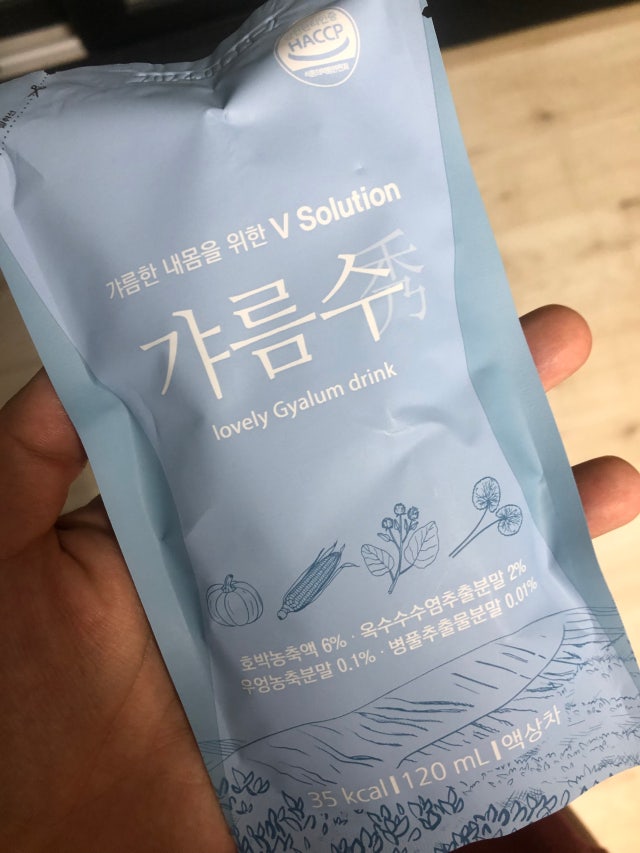 HACCP
갸름한 내몸을 위한 V Solution
갸름수秀
lovely Gyalum drink
호박농축액 6% · 옥수수수염추출분말 2%
우엉농축분말 0.1% · 병풀추출물분말 0.01%
35 kcal | 120 mL | 액상차